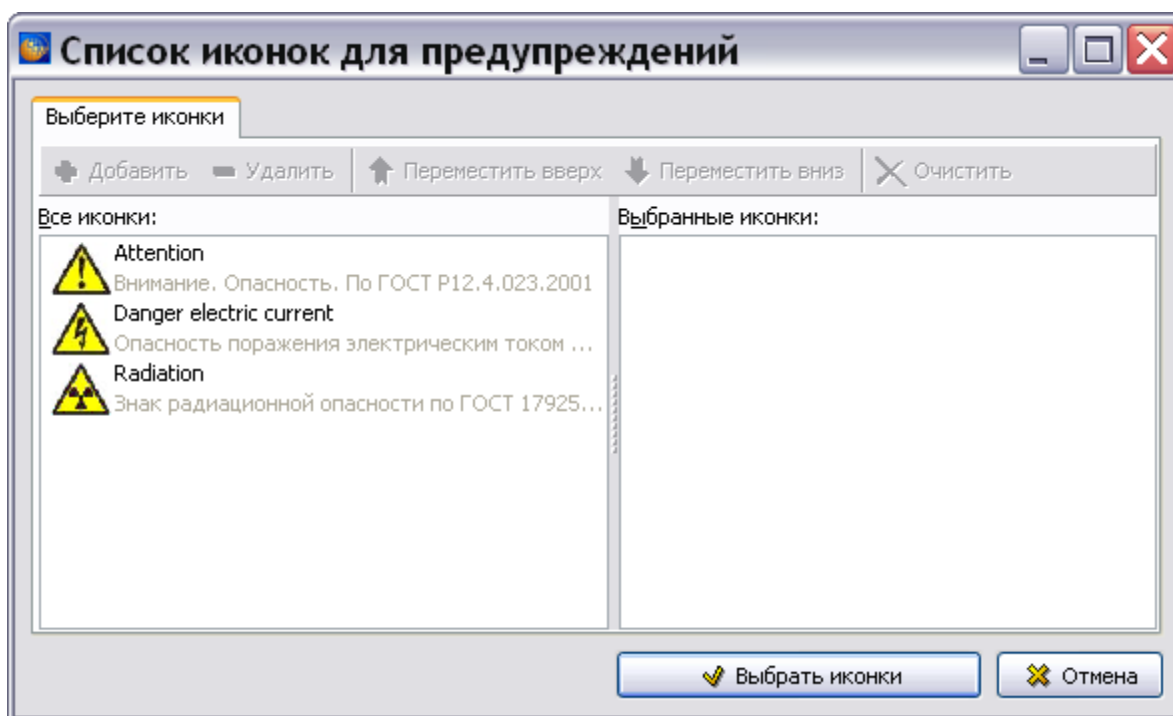 Список иконок для предупреждений
Выберите иконки
Добавить Удалить Переместить вверх Переместить вниз Очистить
Все иконки: Выбранные иконки:
Attention
Внимание. Опасность. По ГОСТ Р12.4.023.2001
Danger electric current
Опасность поражения электрическим током ...
Radiation
Знак радиационной опасности по ГОСТ 17925...
Выбрать иконки Отмена